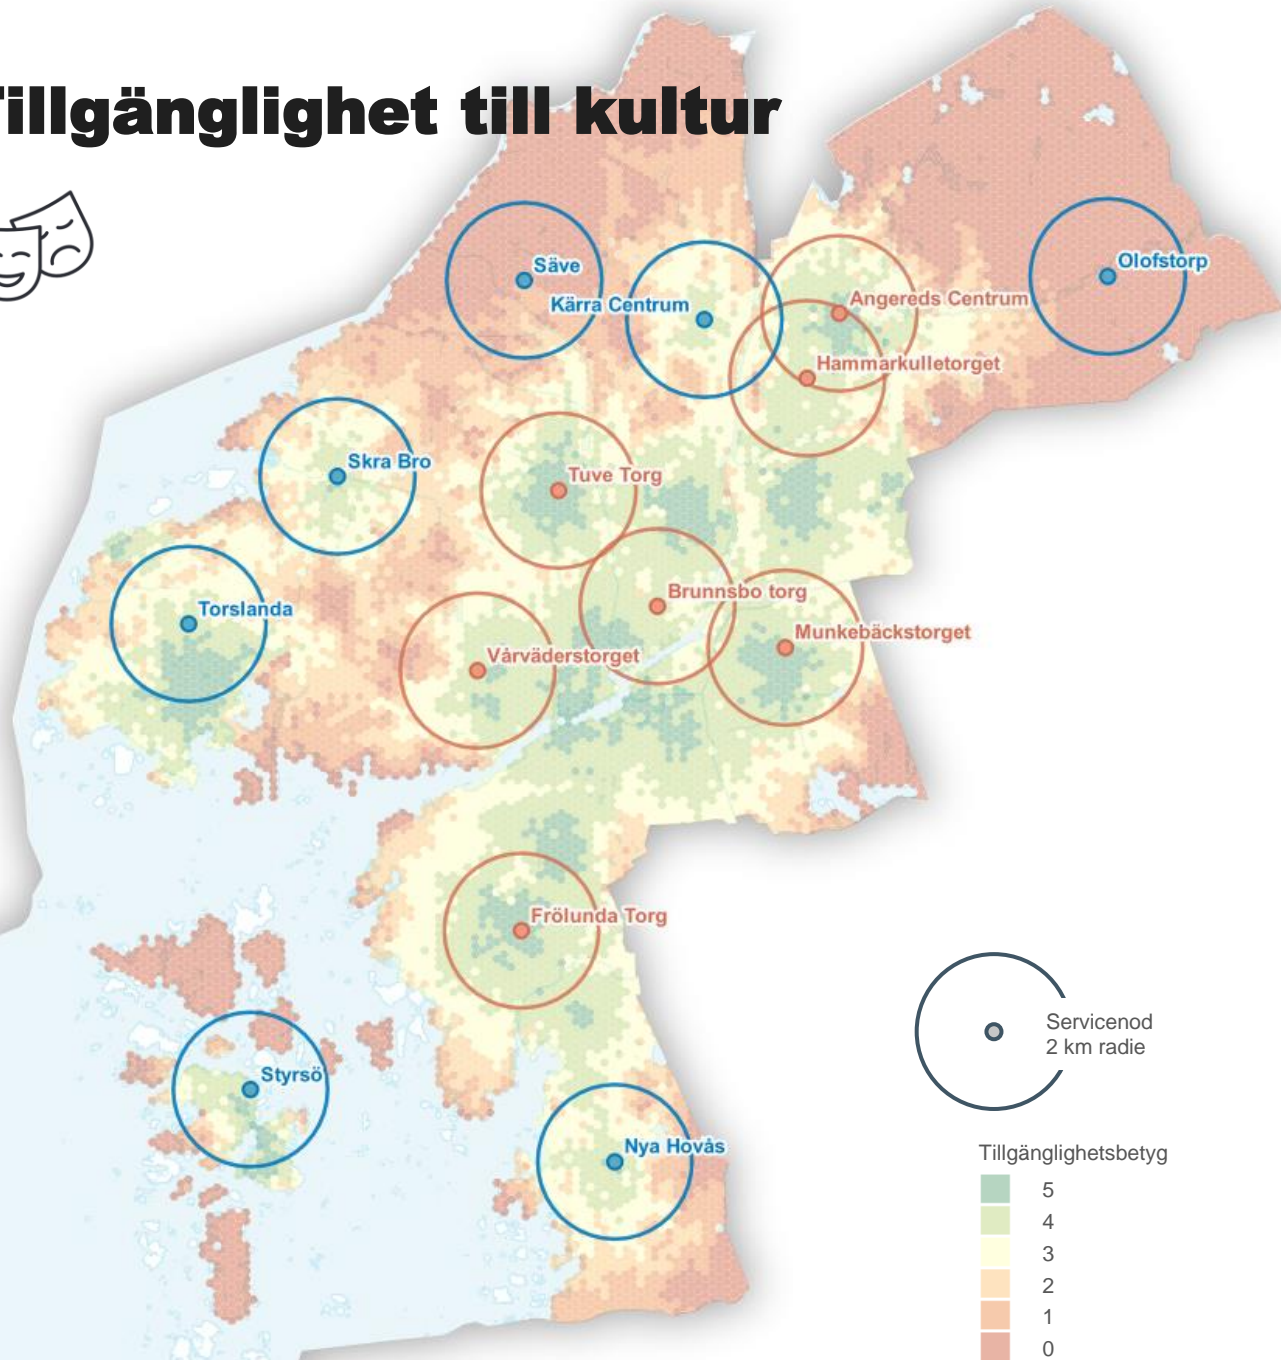 Tillgänglighet till kultur
Säve
Olofstorp
Kärra Centrum
Angereds Centrum
Hammarkulletorget
Skra Bro
Tuve Torg
Brunnsbo torg
Torslanda
Munkebäckstorget
Vårväderstorget
Frölunda Torg
Servicenod
2 km radie
Styrsö
Nya Hovås
Tillgänglighetsbetyg
5
4
3
2
1
0